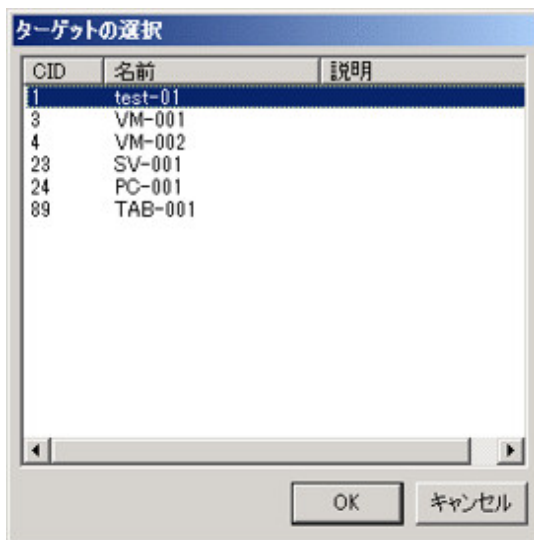 ターゲットの選択
CID 名前 説明
1 test-01
3 VM-001
4 VM-002
23 SV-001
24 PC-001
89 TAB-001
OK キャンセル